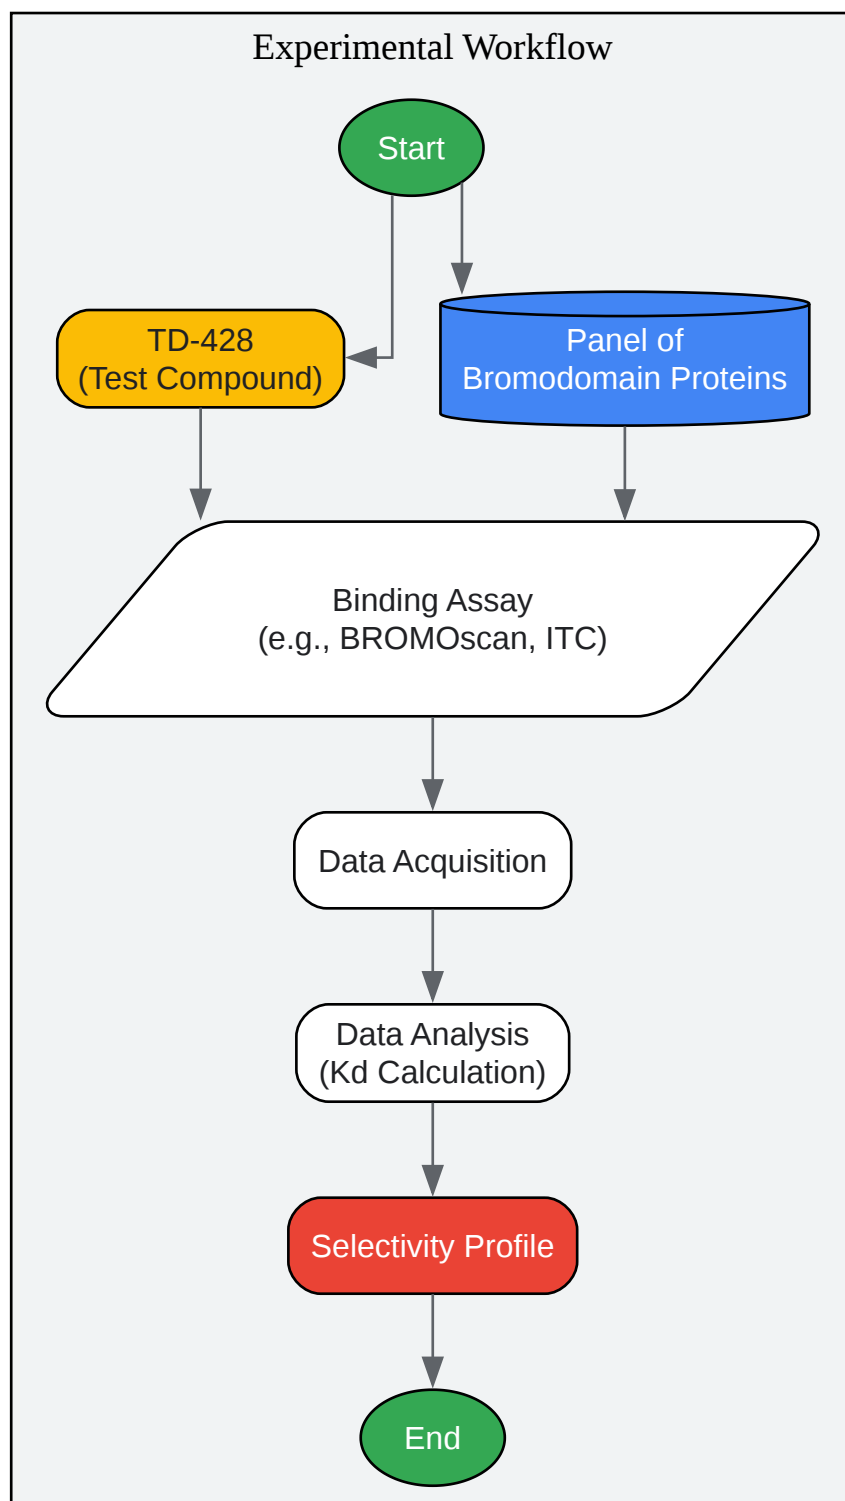 Experimental Workflow
Start
TD-428
(Test Compound)
Panel of
Bromodomain Proteins
Binding Assay
(e.g., BROMOscan, ITC)
Data Acquisition
Data Analysis
(Kd Calculation)
Selectivity Profile
End